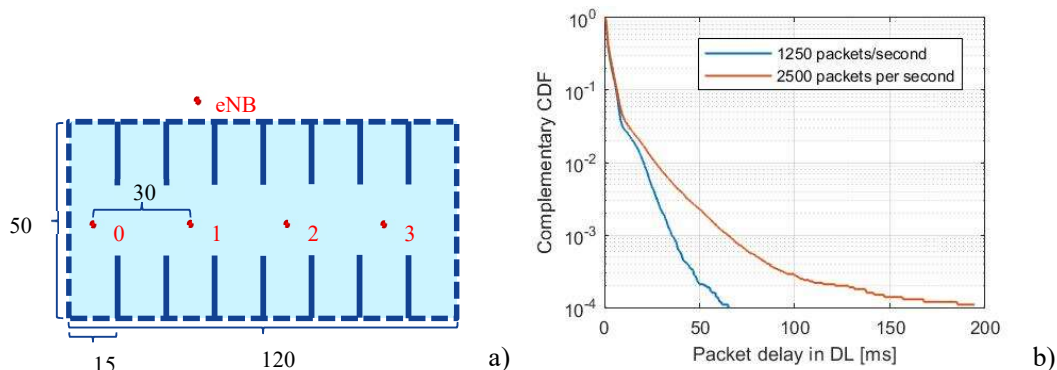 eNB
50
30
0
1
2
3
15
120
a)
10^0
10^-1
10^-2
10^-3
10^-4
Complementary CDF
1250 packets/second
2500 packets per second
0
50
100
150
200
Packet delay in DL [ms]
b)